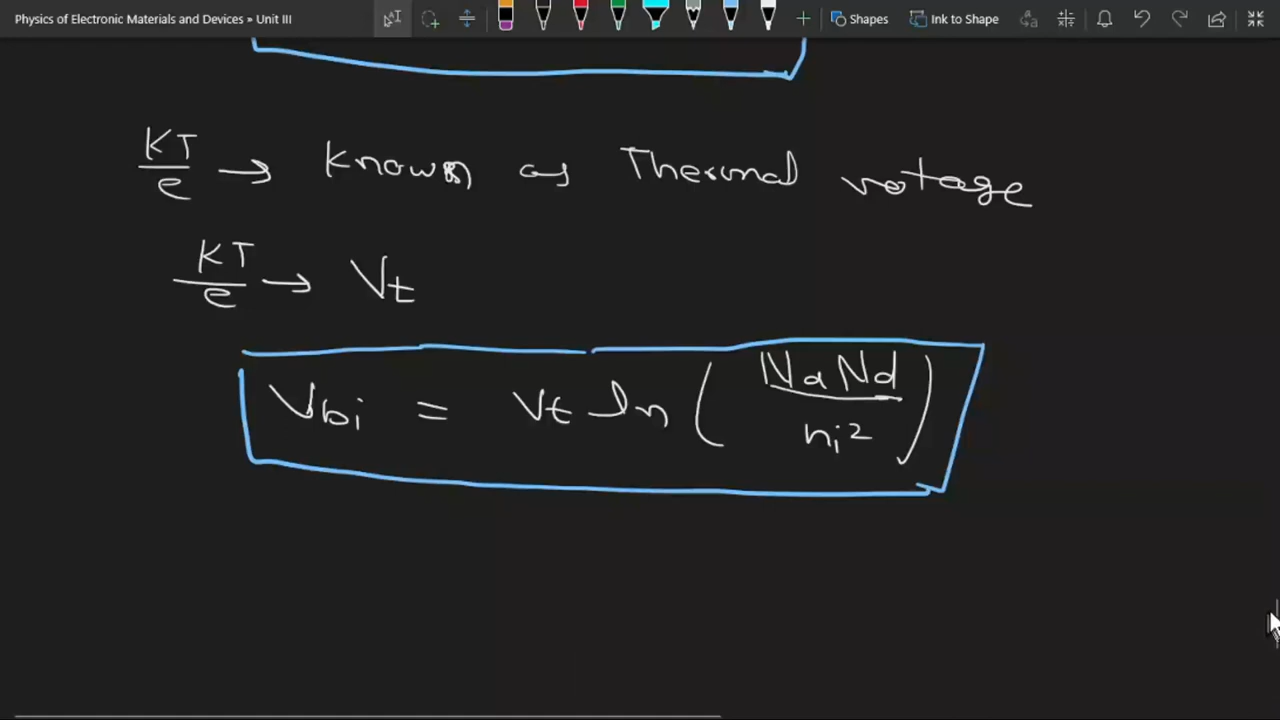 Physics of Electronic Materials and Devices » Unit III
Shapes
Ink to Shape
KT/e → Known as Thermal votage
KT/e → Vt
Vbi = Vt ln ( NaNd / ni² )